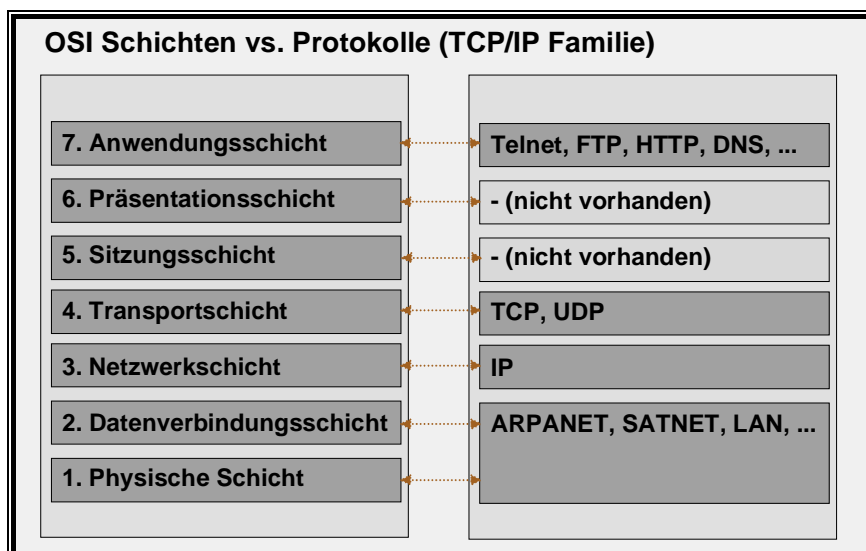 OSI Schichten vs. Protokolle (TCP/IP Familie)
7. Anwendungsschicht
Telnet, FTP, HTTP, DNS, ...
6. Präsentationsschicht
- (nicht vorhanden)
5. Sitzungsschicht
- (nicht vorhanden)
4. Transportschicht
TCP, UDP
3. Netzwerkschicht
IP
2. Datenverbindungsschicht
ARPANET, SATNET, LAN, ...
1. Physische Schicht